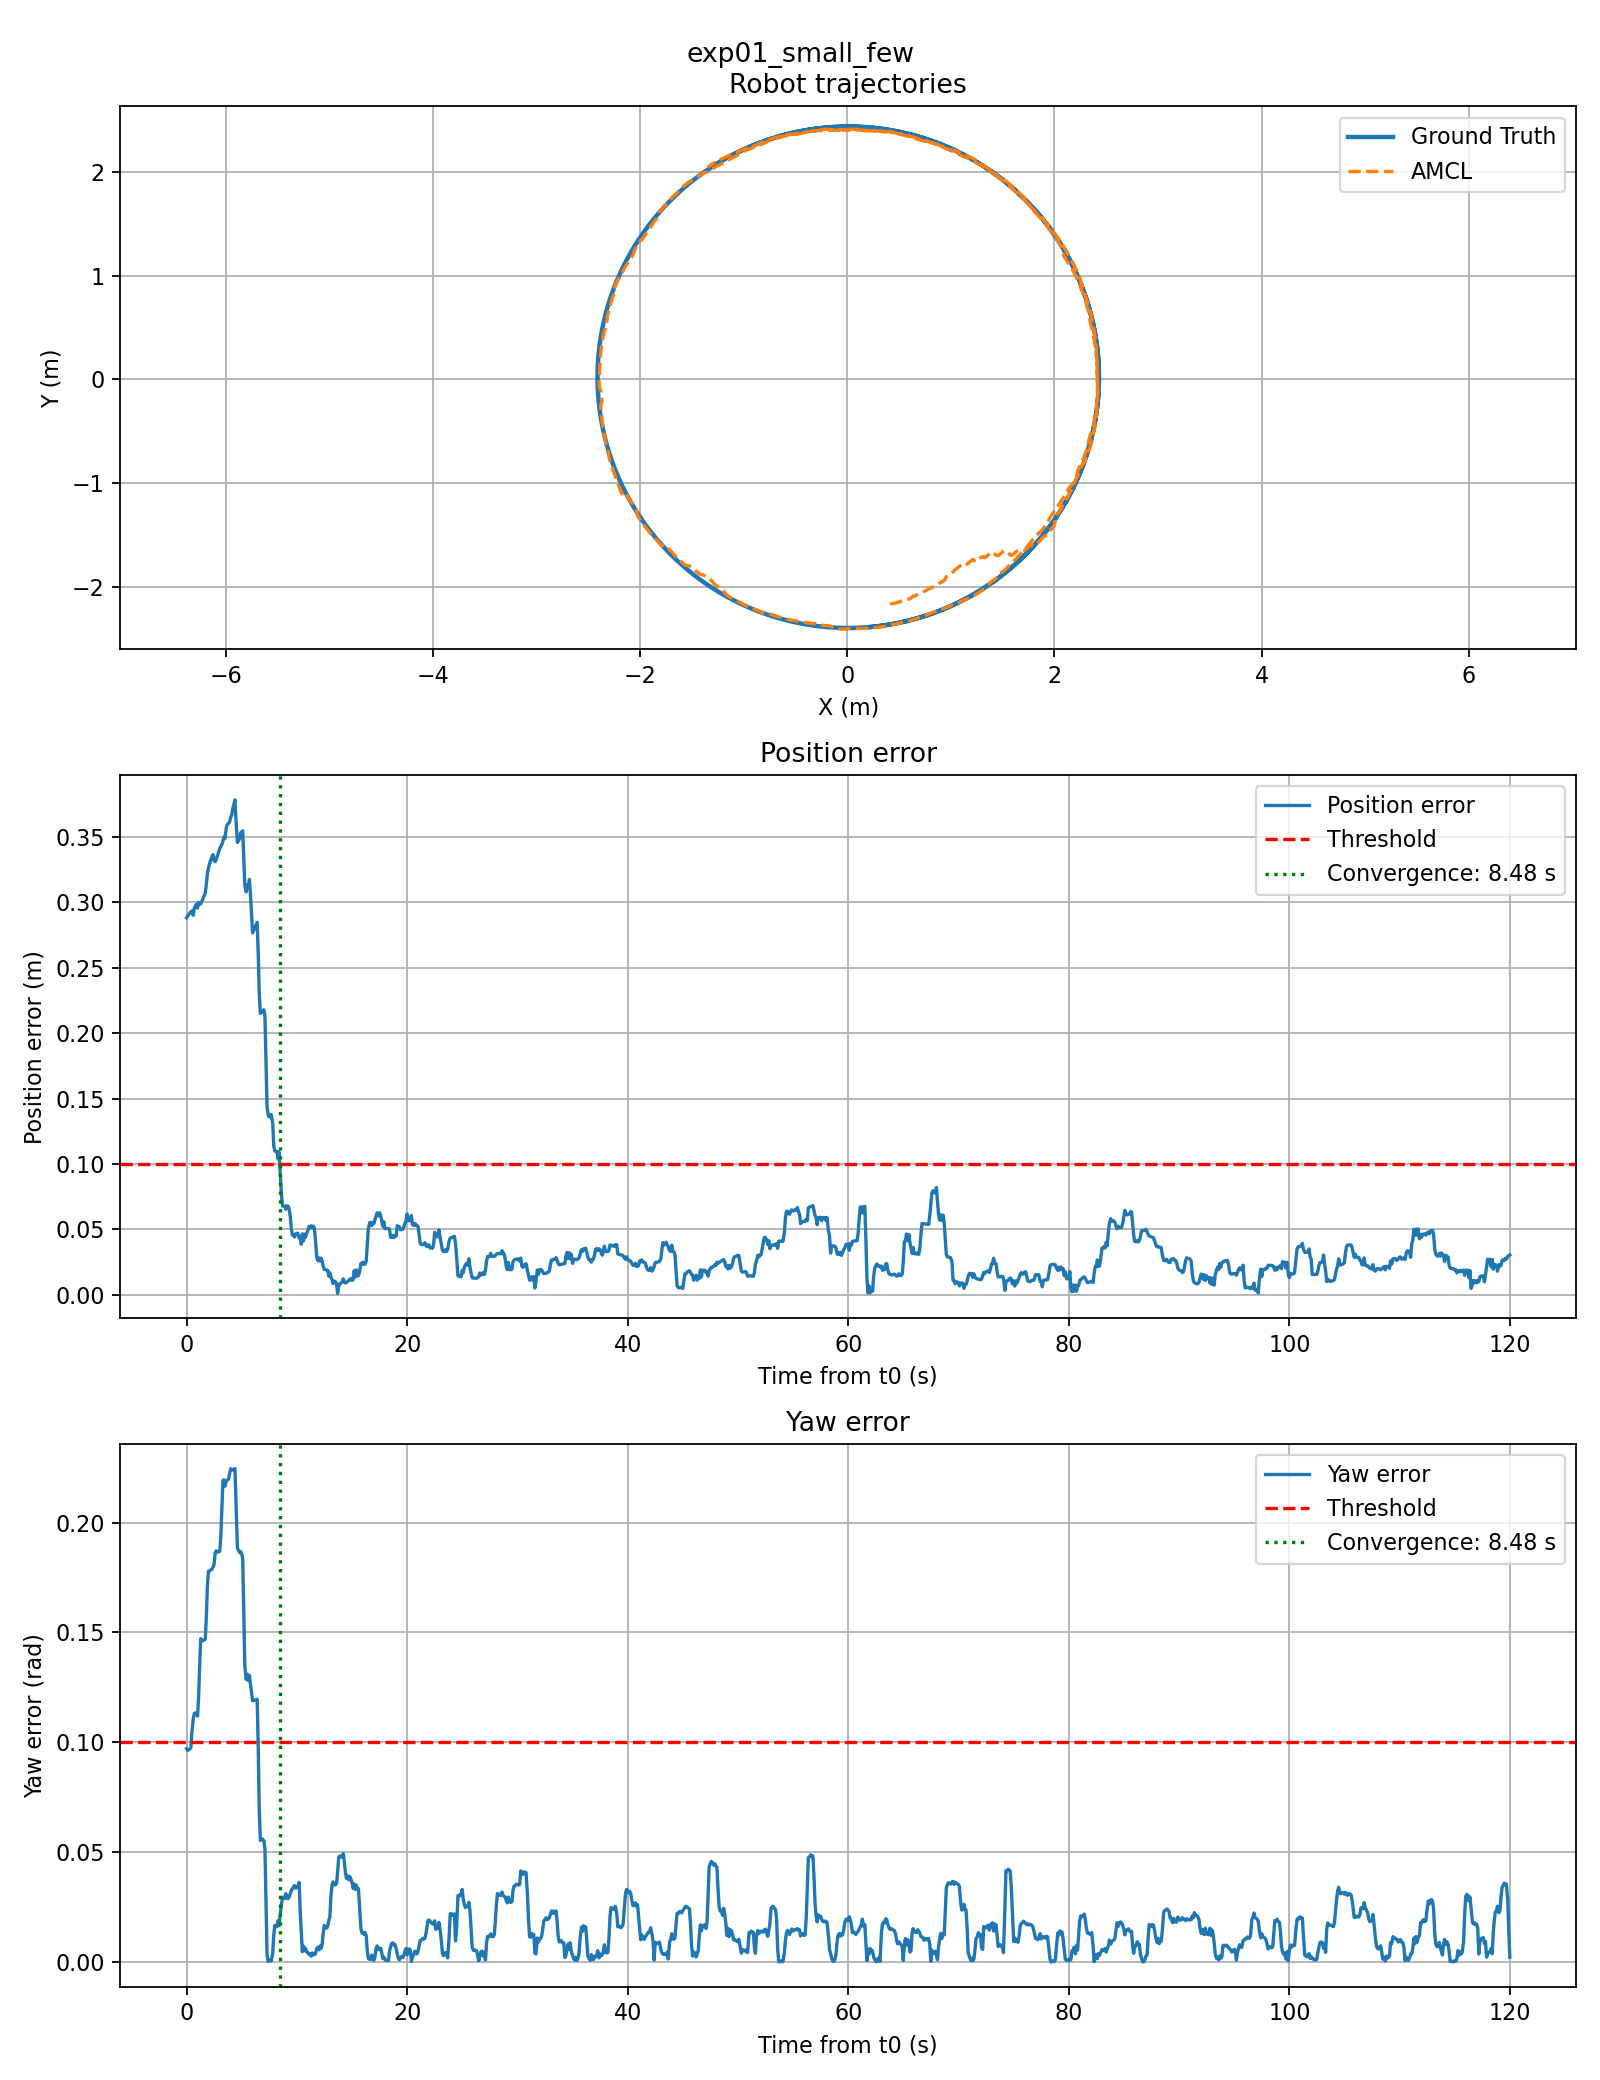 exp01_small_few
Robot trajectories
Ground Truth
AMCL
2
1
0
−1
−2
Y (m)
−6
−4
−2
0
2
4
6
X (m)
Position error
Position error
Threshold
Convergence: 8.48 s
0.35
0.30
0.25
0.20
0.15
0.10
0.05
0.00
Position error (m)
0
20
40
60
80
100
120
Time from t0 (s)
Yaw error
Yaw error
Threshold
Convergence: 8.48 s
0.20
0.15
0.10
0.05
0.00
Yaw error (rad)
0
20
40
60
80
100
120
Time from t0 (s)